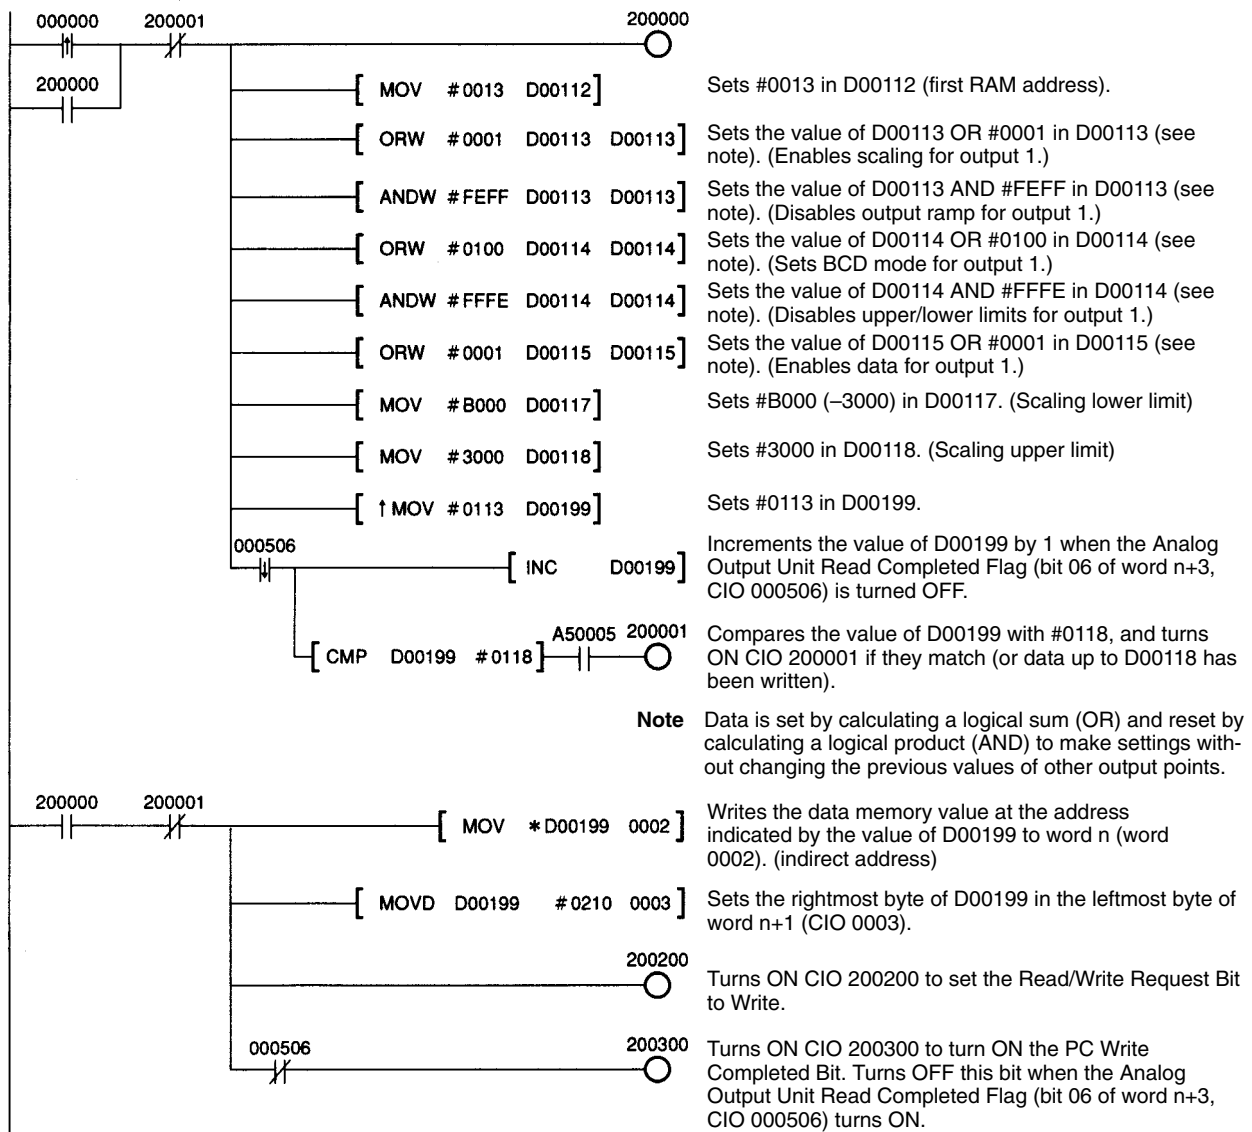 000000 200001 200000
200000
[ MOV #0013 D00112 ] Sets #0013 in D00112 (first RAM address).
[ ORW #0001 D00113 D00113 ] Sets the value of D00113 OR #0001 in D00113 (see
note). (Enables scaling for output 1.)
[ ANDW #FEFF D00113 D00113 ] Sets the value of D00113 AND #FEFF in D00113 (see
note). (Disables output ramp for output 1.)
[ ORW #0100 D00114 D00114 ] Sets the value of D00114 OR #0100 in D00114 (see
note). (Sets BCD mode for output 1.)
[ ANDW #FFFE D00114 D00114 ] Sets the value of D00114 AND #FFFE in D00114 (see
note). (Disables upper/lower limits for output 1.)
[ ORW #0001 D00115 D00115 ] Sets the value of D00115 OR #0001 in D00115 (see
note). (Enables data for output 1.)
[ MOV #B000 D00117 ] Sets #B000 (–3000) in D00117. (Scaling lower limit)
[ MOV #3000 D00118 ] Sets #3000 in D00118. (Scaling upper limit)
[ ↑MOV #0113 D00199 ] Sets #0113 in D00199.
000506
[ INC D00199 ] Increments the value of D00199 by 1 when the Analog
Output Unit Read Completed Flag (bit 06 of word n+3,
CIO 000506) is turned OFF.
A50005 200001
[ CMP D00199 #0118 ] Compares the value of D00199 with #0118, and turns
ON CIO 200001 if they match (or data up to D00118 has
been written).
Note Data is set by calculating a logical sum (OR) and reset by
calculating a logical product (AND) to make settings with-
out changing the previous values of other output points.
200000 200001
[ MOV *D00199 0002 ] Writes the data memory value at the address
indicated by the value of D00199 to word n (word
0002). (indirect address)
[ MOVD D00199 #0210 0003 ] Sets the rightmost byte of D00199 in the leftmost byte of
word n+1 (CIO 0003).
200200
Turns ON CIO 200200 to set the Read/Write Request Bit
to Write.
000506 200300
Turns ON CIO 200300 to turn ON the PC Write
Completed Bit. Turns OFF this bit when the Analog
Output Unit Read Completed Flag (bit 06 of word n+3,
CIO 000506) turns ON.